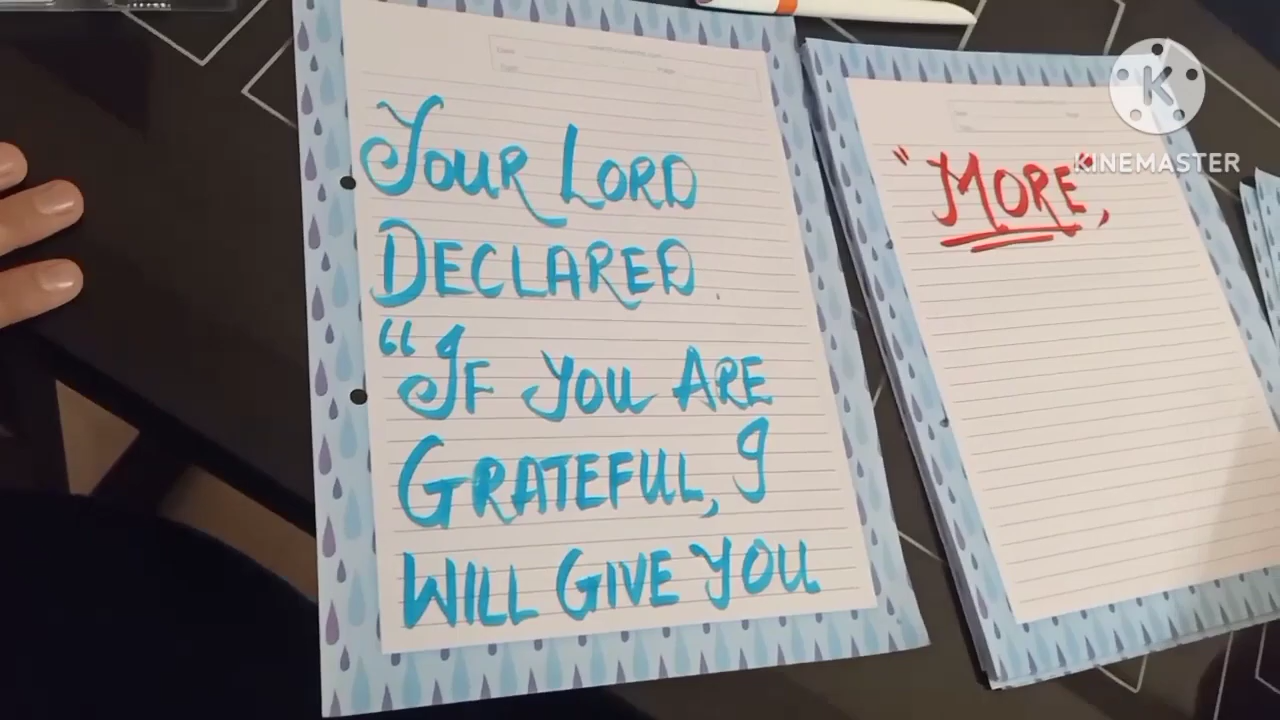 YOUR LORD
DECLARED
“IF YOU ARE
GRATEFUL, I
WILL GIVE YOU
"MORE",
K
KINEMASTER